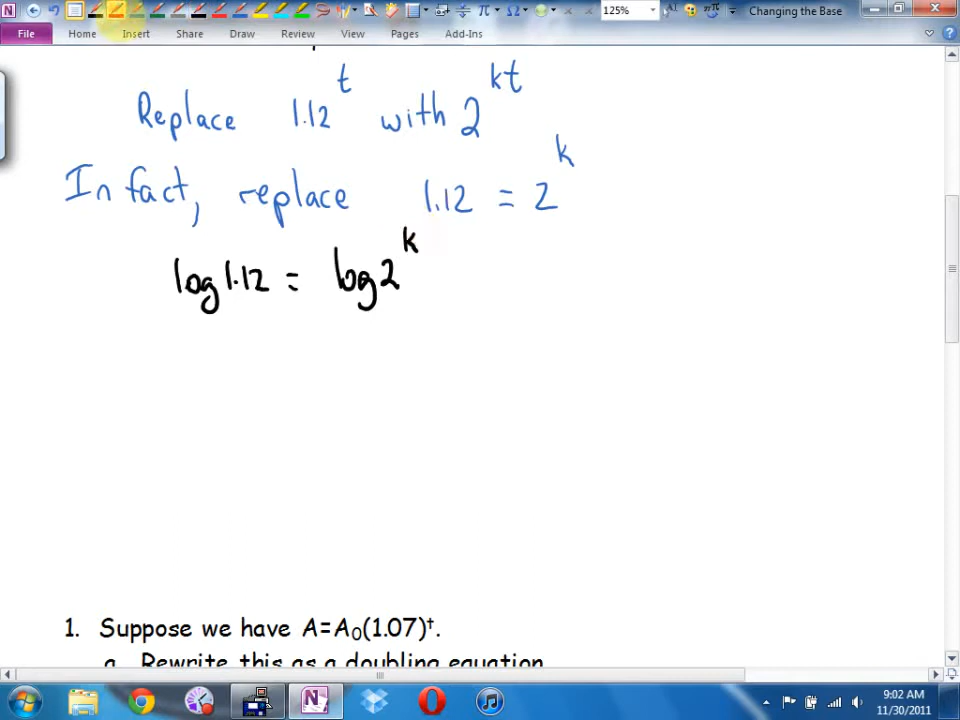 125%
Changing the Base
File Home Insert Share Draw Review View Pages Add-Ins
Replace 1.12^t with 2^kt
In fact, replace 1.12 = 2^k
log 1.12 = log 2^k
1. Suppose we have A=A₀(1.07)ᵗ.
a. Rewrite this as a doubling equation
9:02 AM
11/30/2011